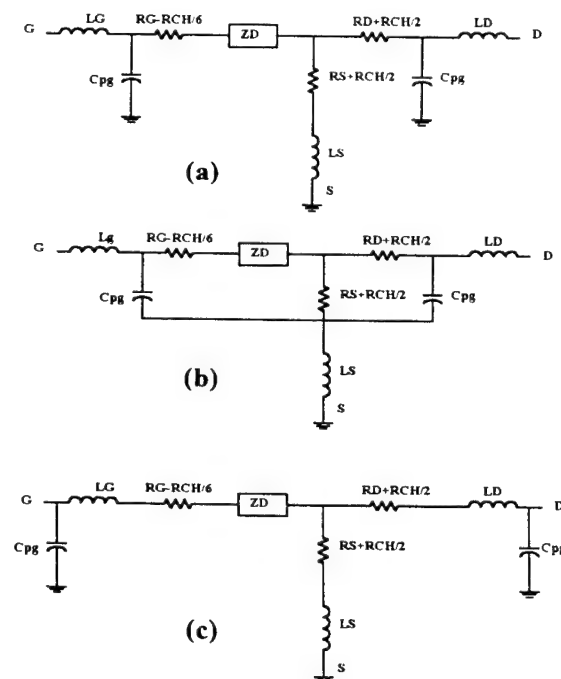 G LG RG-RCH/6 ZD RD+RCH/2 LD D
Cpg RS+RCH/2 Cpg
LS
S
(a)
G Lg RG-RCH/6 ZD RD+RCH/2 LD D
Cpg RS+RCH/2 Cpg
LS
S
(b)
G LG RG-RCH/6 ZD RD+RCH/2 LD D
Cpg RS+RCH/2 Cpg
LS
S
(c)